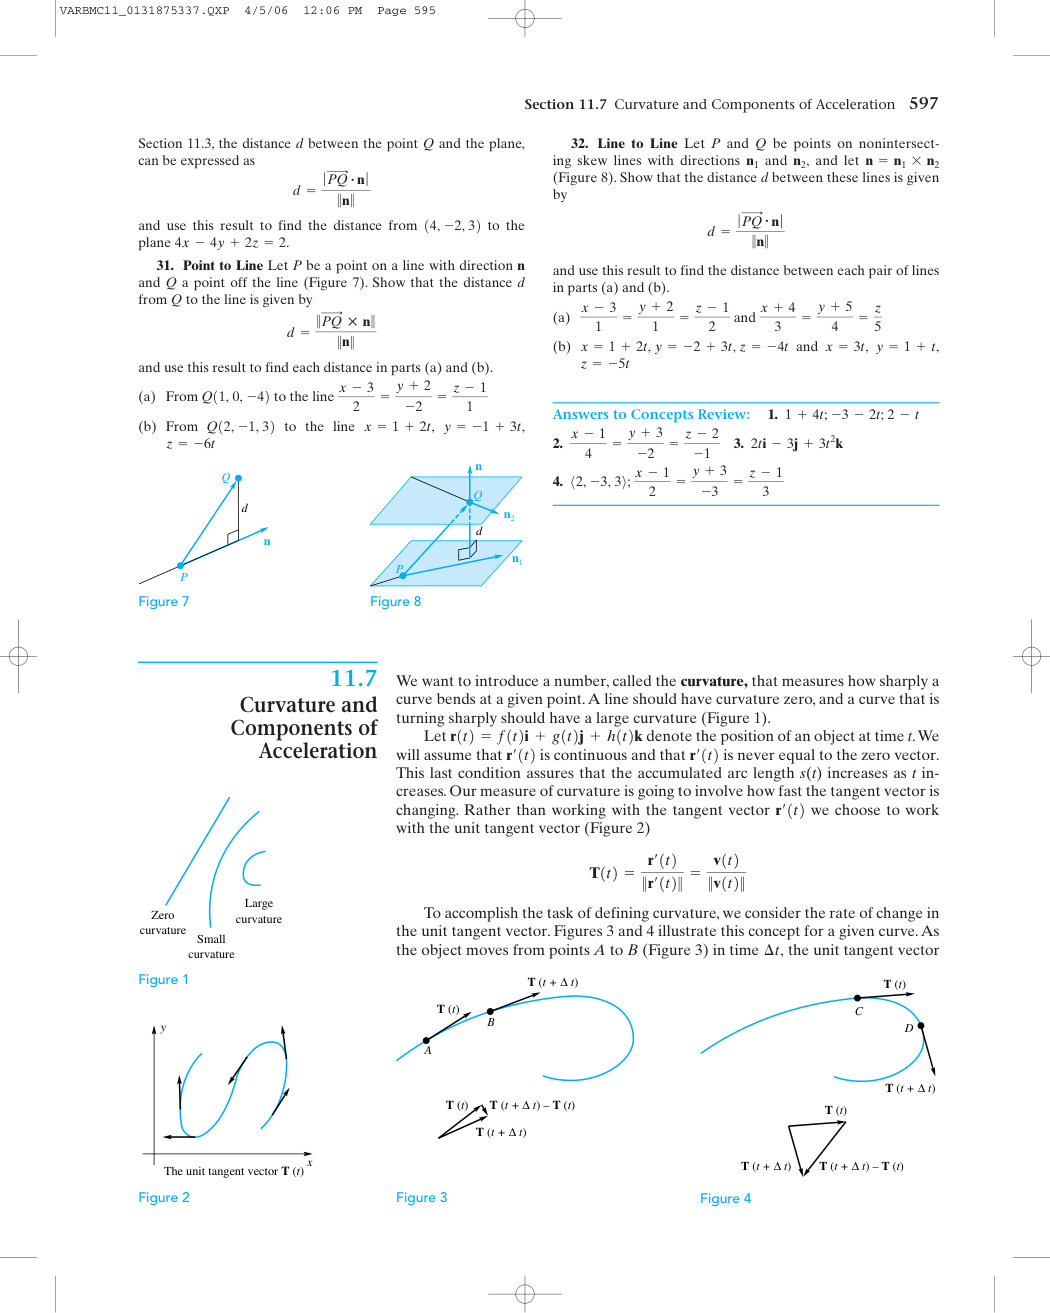 VARBMC11_0131875337.QXP 4/5/06 12:06 PM Page 595
Section 11.7 Curvature and Components of Acceleration 597
Section 11.3, the distance d between the point Q and the plane,
can be expressed as
d = |PQ⃗ · n| / ‖n‖
and use this result to find the distance from (4, −2, 3) to the
plane 4x − 4y + 2z = 2.
31. Point to Line Let P be a point on a line with direction n
and Q a point off the line (Figure 7). Show that the distance d
from Q to the line is given by
d = ‖PQ⃗ × n‖ / ‖n‖
and use this result to find each distance in parts (a) and (b).
(a) From Q(1, 0, −4) to the line (x − 3)/2 = (y + 2)/−2 = (z − 1)/1
(b) From Q(2, −1, 3) to the line x = 1 + 2t, y = −1 + 3t,
z = −6t
Q
d
n
P
Figure 7
n
Q
n₂
d
n₁
P
Figure 8
32. Line to Line Let P and Q be points on nonintersect-
ing skew lines with directions n₁ and n₂, and let n = n₁ × n₂
(Figure 8). Show that the distance d between these lines is given
by
d = |PQ⃗ · n| / ‖n‖
and use this result to find the distance between each pair of lines
in parts (a) and (b).
(a) (x − 3)/1 = (y + 2)/1 = (z − 1)/2 and (x + 4)/3 = (y + 5)/4 = z/5
(b) x = 1 + 2t, y = −2 + 3t, z = −4t and x = 3t, y = 1 + t,
z = −5t
Answers to Concepts Review: 1. 1 + 4t; −3 − 2t; 2 − t
2. (x − 1)/4 = (y + 3)/−2 = (z − 2)/−1 3. 2ti − 3j + 3t²k
4. ⟨2, −3, 3⟩; (x − 1)/2 = (y + 3)/−3 = (z − 1)/3
11.7
Curvature and
Components of
Acceleration
We want to introduce a number, called the curvature, that measures how sharply a
curve bends at a given point. A line should have curvature zero, and a curve that is
turning sharply should have a large curvature (Figure 1).
Let r(t) = f(t)i + g(t)j + h(t)k denote the position of an object at time t. We
will assume that r′(t) is continuous and that r′(t) is never equal to the zero vector.
This last condition assures that the accumulated arc length s(t) increases as t in-
creases. Our measure of curvature is going to involve how fast the tangent vector is
changing. Rather than working with the tangent vector r′(t) we choose to work
with the unit tangent vector (Figure 2)
T(t) = r′(t)/‖r′(t)‖ = v(t)/‖v(t)‖
To accomplish the task of defining curvature, we consider the rate of change in
the unit tangent vector. Figures 3 and 4 illustrate this concept for a given curve. As
the object moves from points A to B (Figure 3) in time Δt, the unit tangent vector
Zero
curvature
Small
curvature
Large
curvature
Figure 1
y
x
The unit tangent vector T (t)
Figure 2
T (t + Δ t)
T (t)
B
A
T (t)
T (t + Δ t) – T (t)
T (t + Δ t)
Figure 3
T (t)
C
D
T (t + Δ t)
T (t)
T (t + Δ t)
T (t + Δ t) – T (t)
Figure 4